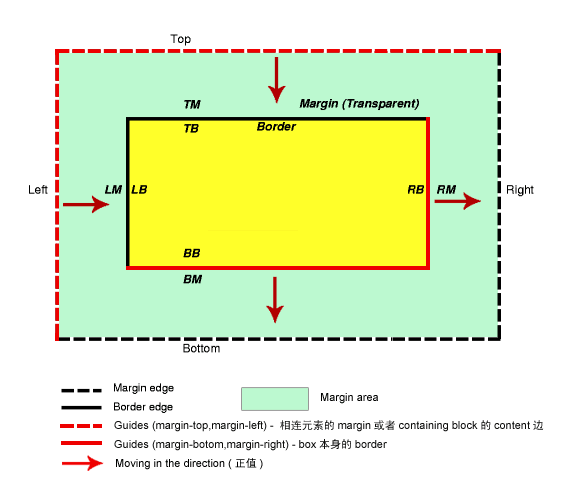 Top
TM Margin (Transparent)
TB Border
Left LM LB RB RM Right
BB
BM
Bottom
Margin edge
Border edge
Margin area
Guides (margin-top,margin-left) - 相连元素的 margin 或者 containing block 的 content 边
Guides (margin-botom,margin-right) - box 本身的 border
Moving in the direction ( 正值 )